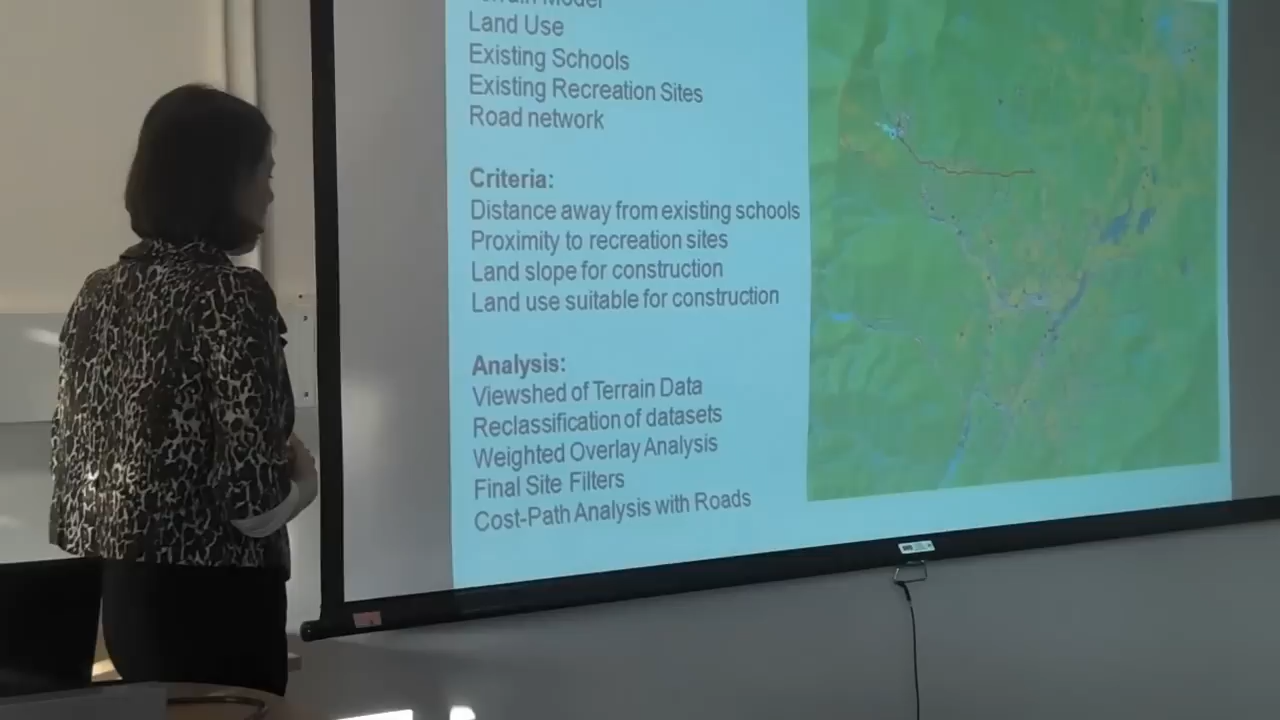 Terrain Model
Land Use
Existing Schools
Existing Recreation Sites
Road network
Criteria:
Distance away from existing schools
Proximity to recreation sites
Land slope for construction
Land use suitable for construction
Analysis:
Viewshed of Terrain Data
Reclassification of datasets
Weighted Overlay Analysis
Final Site Filters
Cost-Path Analysis with Roads